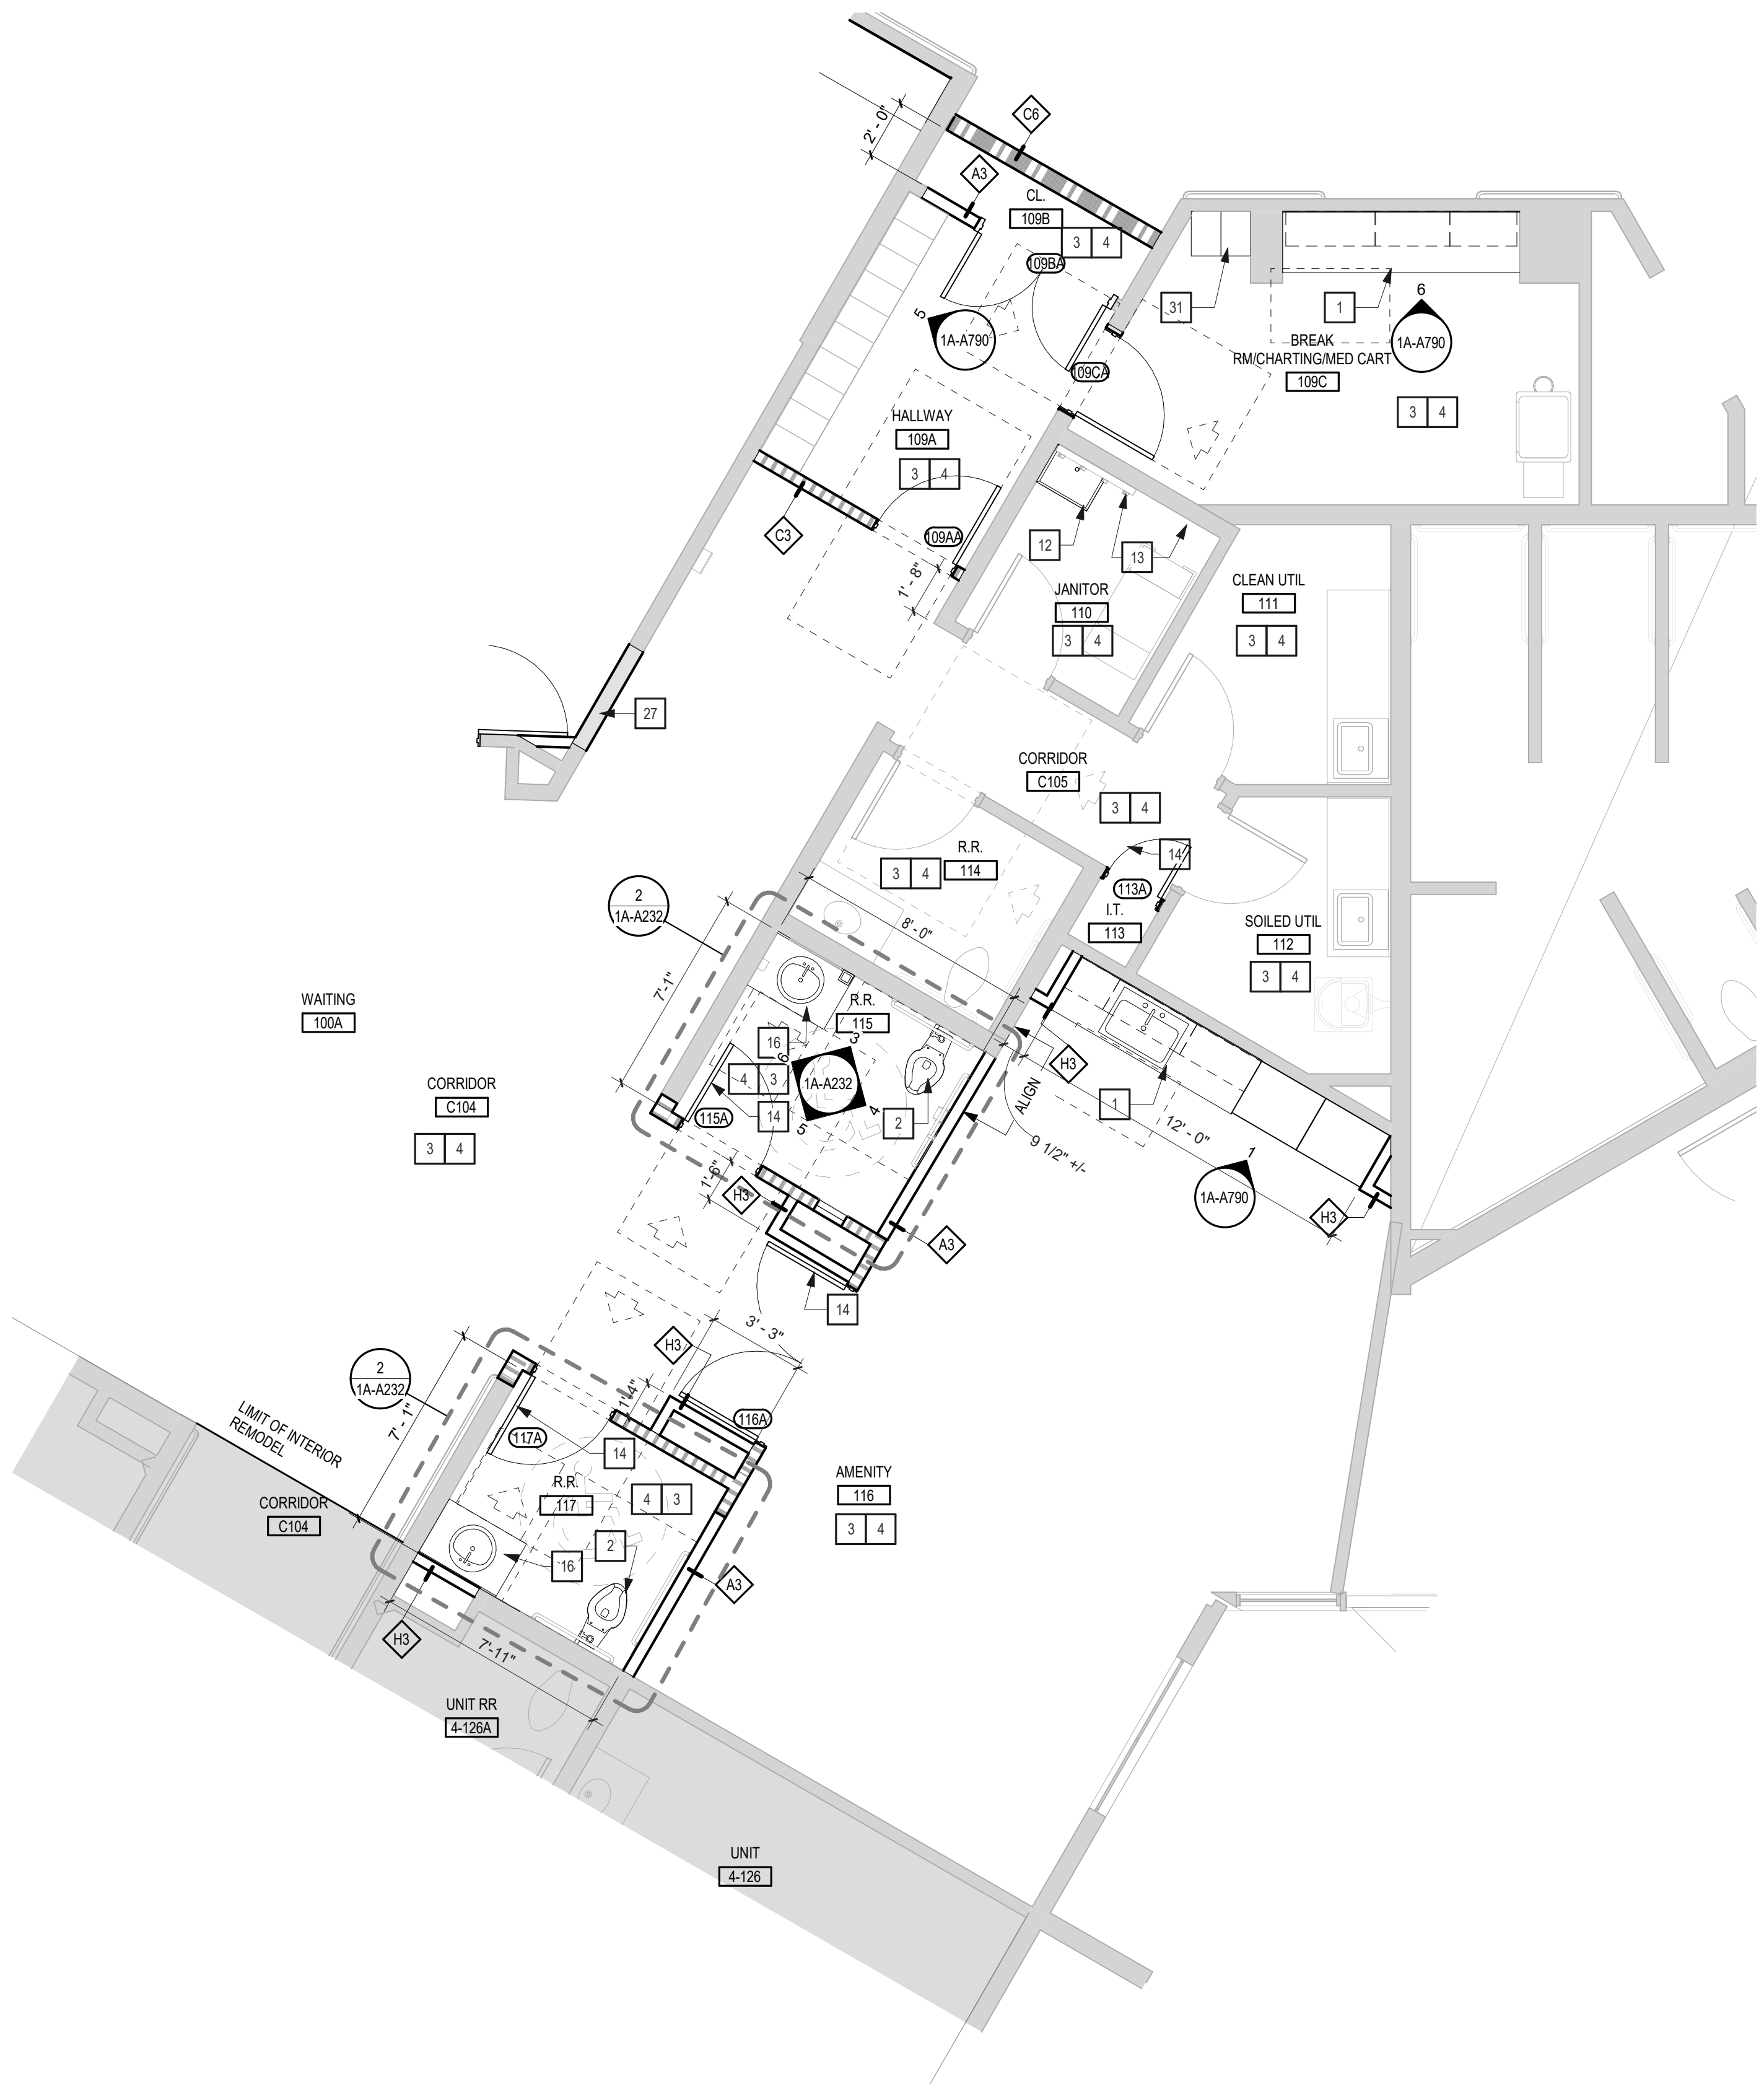 C6
2' - 0"
A3
CL.
109B
3 4
109BA
5
1A-A790
31
1
6
1A-A790
BREAK
RM/CHARTING/MED CART
109C
3 4
109CA
HALLWAY
109A
3 4
C3
109AA
1' - 8"
12
13
JANITOR
110
3 4
CLEAN UTIL
111
3 4
27
CORRIDOR
C105
3 4
R.R.
114
3 4
14
113A
I.T.
113
SOILED UTIL
112
3 4
2
1A-A232
8' - 0"
7'-1"
WAITING
100A
R.R.
115
16
4 3
3
6
1A-A232
4
5
14
115A
2
H3
ALIGN
1
12' - 0"
9 1/2" +/-
1
1A-A790
H3
CORRIDOR
C104
3 4
1'-6"
H3
A3
14
3' - 3"
H3
2
1A-A232
7' - 1"
1' 4"
116A
117A
14
LIMIT OF INTERIOR
REMODEL
R.R.
117
4 3
AMENITY
116
3 4
CORRIDOR
C104
2
16
A3
H3
7'-11"
UNIT RR
4-126A
UNIT
4-126